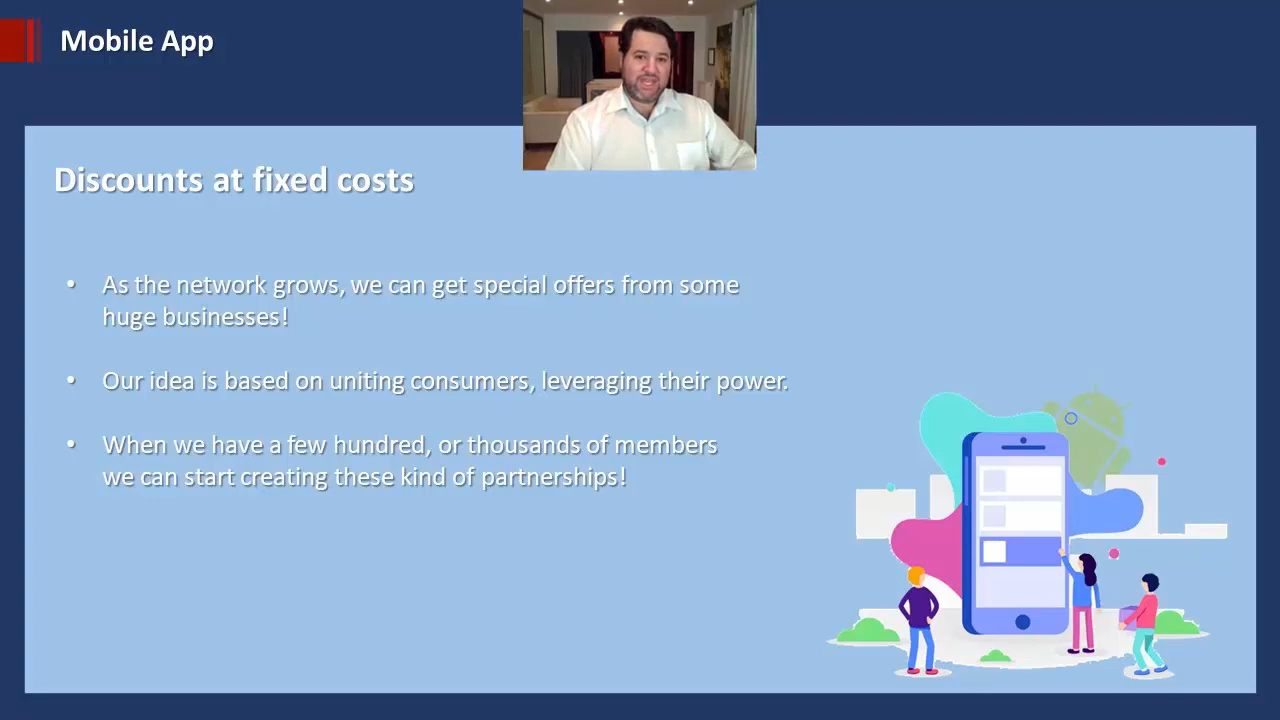 Mobile App
Discounts at fixed costs
• As the network grows, we can get special offers from some
huge businesses!
• Our idea is based on uniting consumers, leveraging their power.
• When we have a few hundred, or thousands of members
we can start creating these kind of partnerships!